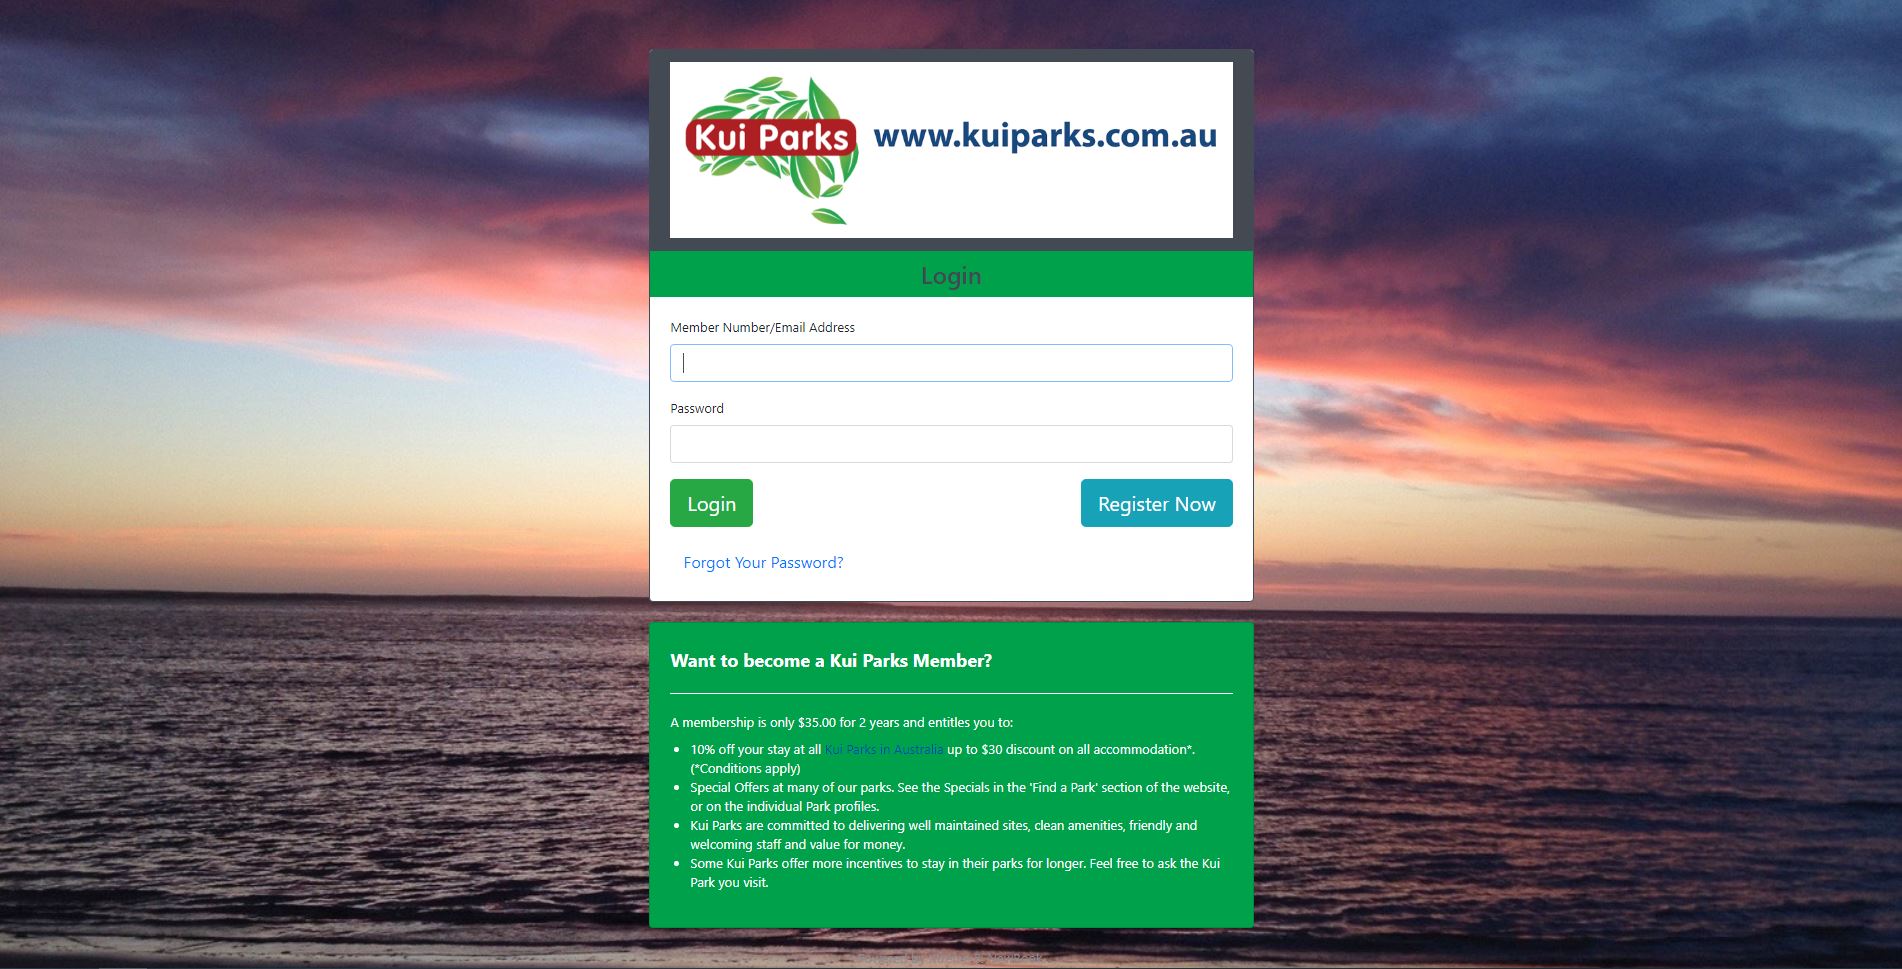 Kui Parks
www.kuiparks.com.au
Login
Member Number/Email Address
Password
Login
Register Now
Forgot Your Password?
Want to become a Kui Parks Member?
A membership is only $35.00 for 2 years and entitles you to:
• 10% off your stay at all Kui Parks in Australia up to $30 discount on all accommodation*.
(*Conditions apply)
• Special Offers at many of our parks. See the Specials in the 'Find a Park' section of the website,
or on the individual Park profiles.
• Kui Parks are committed to delivering well maintained sites, clean amenities, friendly and
welcoming staff and value for money.
• Some Kui Parks offer more incentives to stay in their parks for longer. Feel free to ask the Kui
Park you visit.